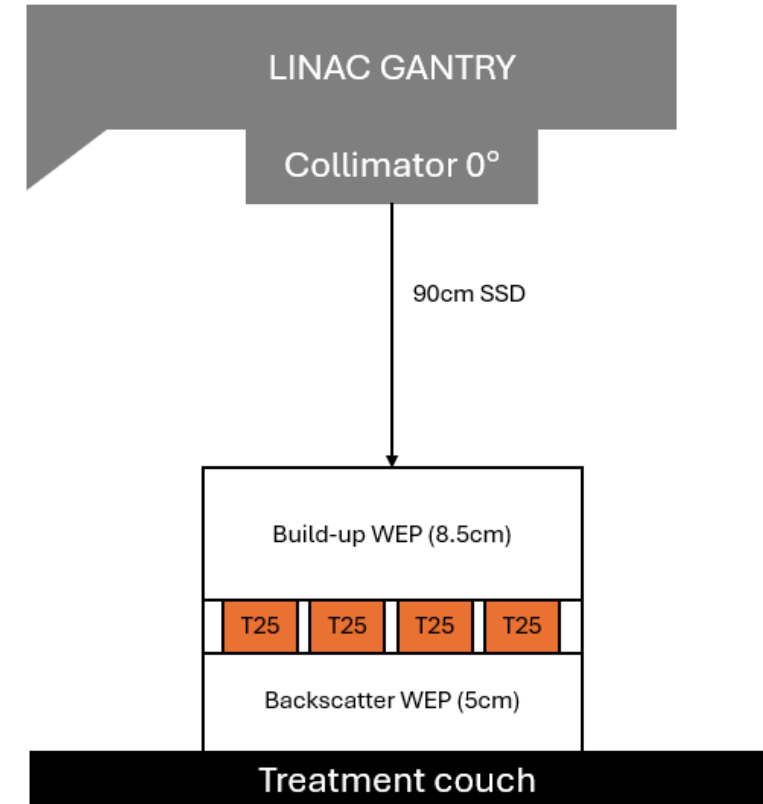 LINAC GANTRY
Collimator 0°
90cm SSD
Build-up WEP (8.5cm)
T25 T25 T25 T25
Backscatter WEP (5cm)
Treatment couch